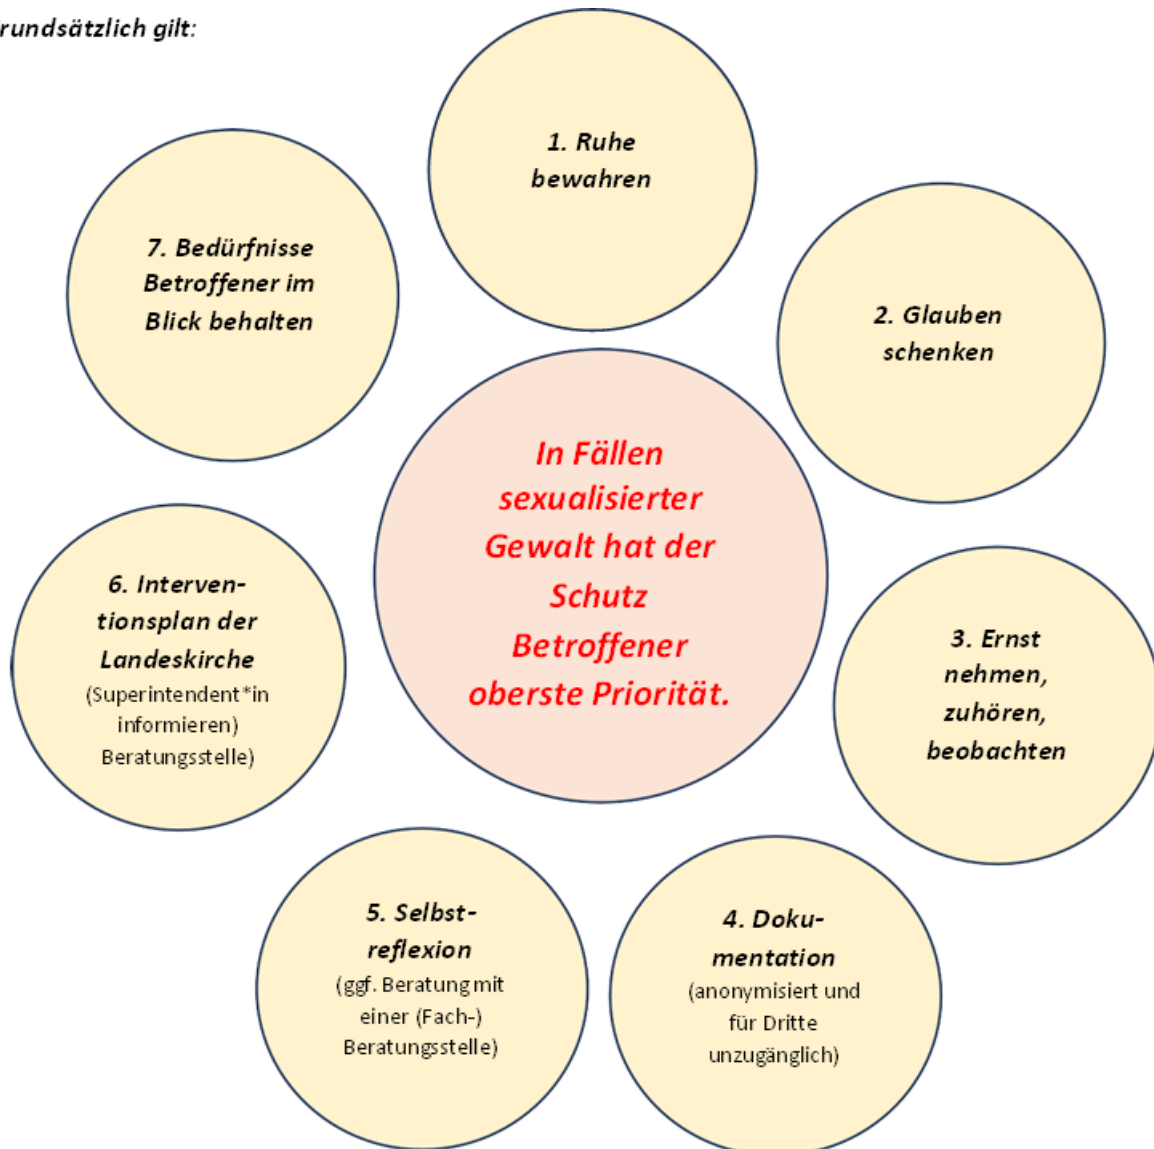 rundsätzlich gilt:
1. Ruhe
bewahren
2. Glauben
schenken
3. Ernst
nehmen,
zuhören,
beobachten
4. Doku-
mentation
(anonymisiert und
für Dritte
unzugänglich)
5. Selbst-
reflexion
(ggf. Beratung mit
einer (Fach-)
Beratungsstelle)
6. Interven-
tionsplan der
Landeskirche
(Superintendent*in
informieren)
Beratungsstelle)
7. Bedürfnisse
Betroffener im
Blick behalten
In Fällen
sexualisierter
Gewalt hat der
Schutz
Betroffener
oberste Priorität.